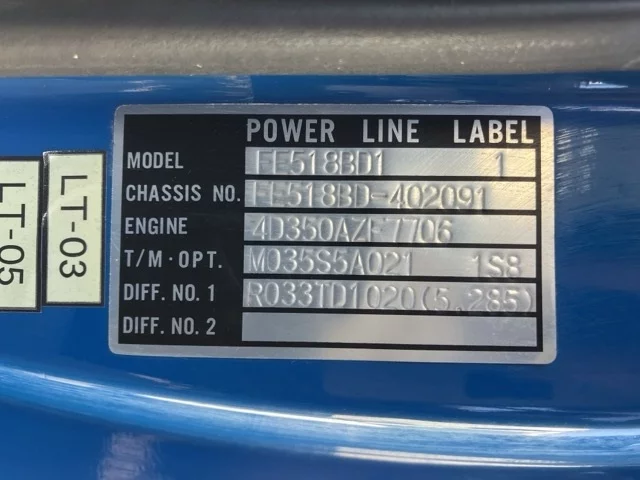 POWER LINE LABEL
MODEL FE518BD1 1
CHASSIS NO. FE518BD-402091
ENGINE 4D350AZF7706
T/M·OPT. M035S5A021 1S8
DIFF. NO. 1 R033TD1020(5.285)
DIFF. NO. 2
LT-03
LT-05